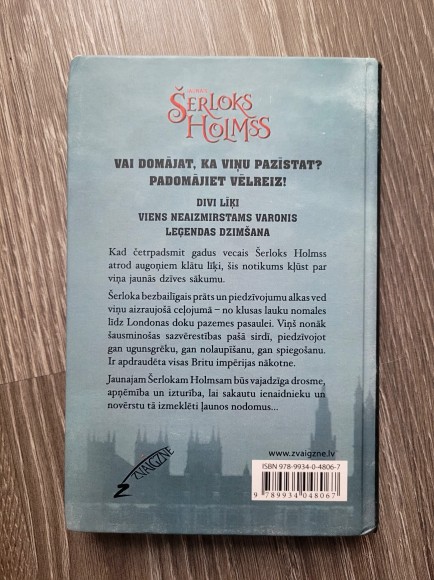 ŠERLOKS
HOLMSS
VAI DOMĀJAT, KA VIŅU PAZĪSTAT?
PADOMĀJIET VĒLREIZ!
DIVI LĪĶI
VIENS NEAIZMIRSTAMS VARONIS
LEĢENDAS DZIMŠANA
Kad četrpadsmit gadus vecais Šerloks Holmss
atrod augoņiem klātu līķi, šis notikums kļūst par
viņa jaunās dzīves sākumu.
Šerloka bezbailīgais prāts un piedzīvojumu alkas ved
viņu aizraujošā ceļojumā – no klusas lauku nomales
līdz Londonas doku pazemes pasaulei. Viņš nonāk
šausminošas sazvērestības pašā sirdī, piedzīvojot
gan ugunsgrēku, gan nolaupīšanu, gan spiegošanu.
Ir apdraudēta visas Britu impērijas nākotne.
Jaunajam Šerlokam Holmsam būs vajadzīga drosme,
apņēmība un izturība, lai sakautu ienaidnieku un
novērstu tā izmeklēti ļaunos nodomus...
www.zvaigzne.lv
ISBN 978-9934-0-4806-7
9 789934 048067
ZVAIGZNE